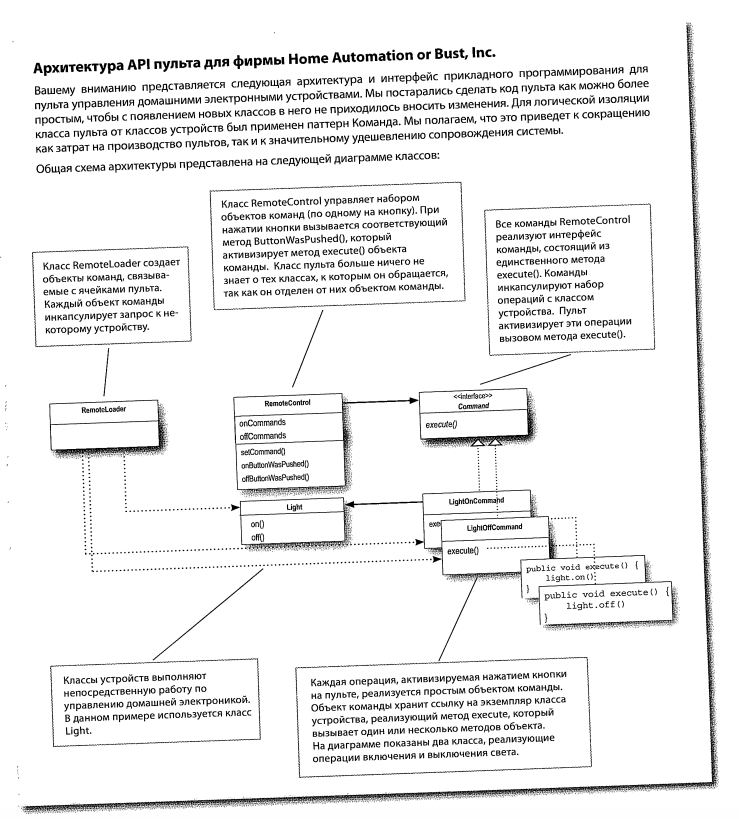 Архитектура API пульта для фирмы Home Automation or Bust, Inc.
Вашему вниманию представляется следующая архитектура и интерфейс прикладного программирования для
пульта управления домашними электронными устройствами. Мы постарались сделать код пульта как можно более
простым, чтобы с появлением новых классов в него не приходилось вносить изменения. Для логической изоляции
класса пульта от классов устройств был применен паттерн Команда. Мы полагаем, что это приведет к сокращению
как затрат на производство пультов, так и к значительному удешевлению сопровождения системы.
Общая схема архитектуры представлена на следующей диаграмме классов:
Класс RemoteLoader создает
объекты команд, связыва-
емые с ячейками пульта.
Каждый объект команды
инкапсулирует запрос к не-
которому устройству.
Класс RemoteControl управляет набором
объектов команд (по одному на кнопку). При
нажатии кнопки вызывается соответствующий
метод ButtonWasPushed(), который
активизирует метод execute() объекта
команды. Класс пульта больше ничего не
знает о тех классах, к которым он обращается,
так как он отделен от них объектом команды.
Все команды RemoteControl
реализуют интерфейс
команды, состоящий из
единственного метода
execute(). Команды
инкапсулируют набор
операций с классом
устройства. Пульт
активизирует эти операции
вызовом метода execute().
RemoteLoader
RemoteControl
onCommands
offCommands
setCommand()
onButtonWasPushed()
offButtonWasPushed()
<<interface>>
Command
execute()
Light
on()
off()
LightOnCommand
exe
LightOffCommand
execute()
public void execute() {
light.on()
}
public void execute() {
light.off()
}
Классы устройств выполняют
непосредственную работу по
управлению домашней электроникой.
В данном примере используется класс
Light.
Каждая операция, активизируемая нажатием кнопки
на пульте, реализуется простым объектом команды.
Объект команды хранит ссылку на экземпляр класса
устройства, реализующий метод execute, который
вызывает один или несколько методов объекта.
На диаграмме показаны два класса, реализующие
операции включения и выключения света.